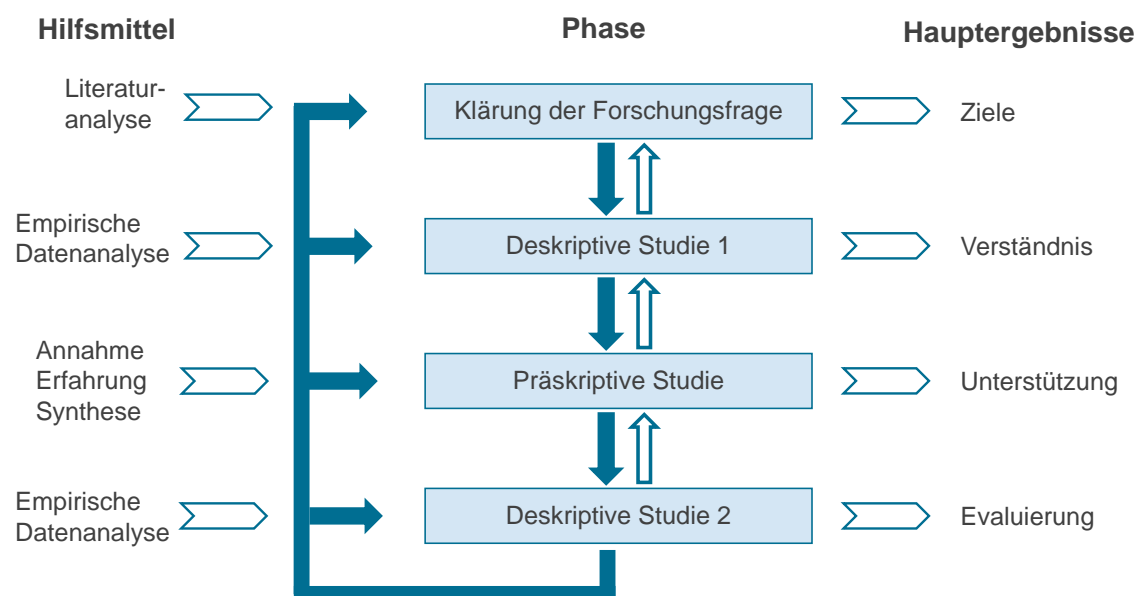 Hilfsmittel
Phase
Hauptergebnisse
Literatur-
analyse
Klärung der Forschungsfrage
Ziele
Empirische
Datenanalyse
Deskriptive Studie 1
Verständnis
Annahme
Erfahrung
Synthese
Präskriptive Studie
Unterstützung
Empirische
Datenanalyse
Deskriptive Studie 2
Evaluierung